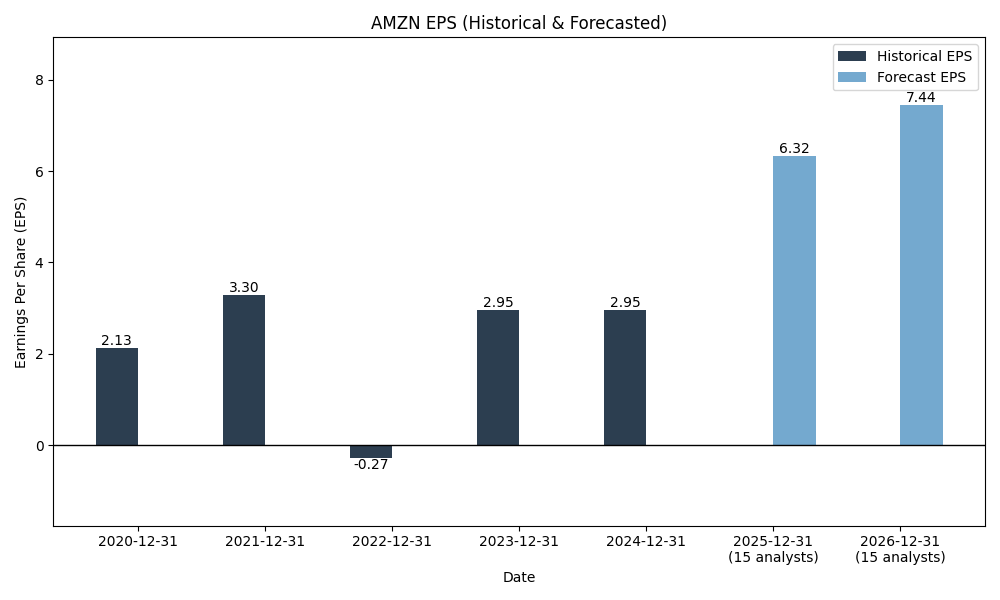 AMZN EPS (Historical & Forecasted)
Historical EPS
Forecast EPS
Earnings Per Share (EPS)
8
6
4
2
0
2.13
3.30
-0.27
2.95
2.95
6.32
7.44
2020-12-31
2021-12-31
2022-12-31
2023-12-31
2024-12-31
2025-12-31
(15 analysts)
2026-12-31
(15 analysts)
Date